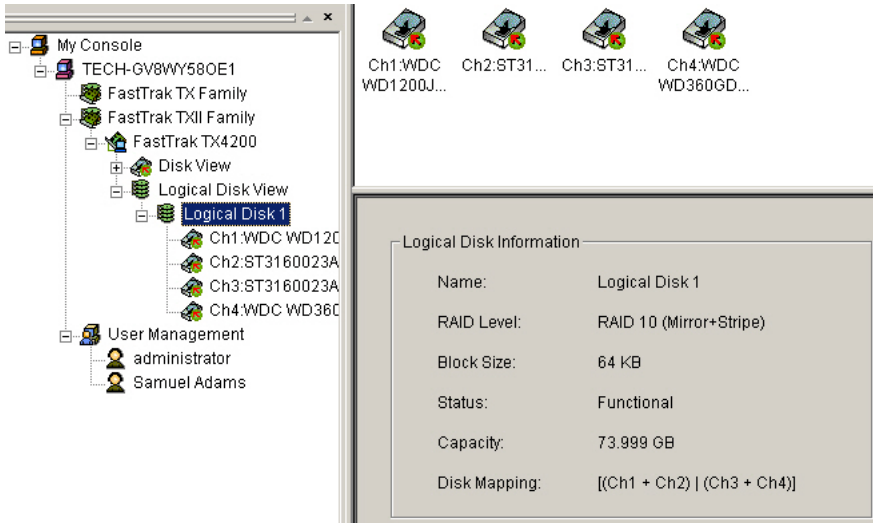 My Console
TECH-GV8WY58OE1
FastTrak TX Family
FastTrak TXII Family
FastTrak TX4200
Disk View
Logical Disk View
Logical Disk 1
Ch1:WDC WD120
Ch2:ST3160023A
Ch3:ST3160023A
Ch4:WDC WD360
User Management
administrator
Samuel Adams
Ch1:WDC
WD1200J...
Ch2:ST31...
Ch3:ST31...
Ch4:WDC
WD360GD...
Logical Disk Information
Name: Logical Disk 1
RAID Level: RAID 10 (Mirror+Stripe)
Block Size: 64 KB
Status: Functional
Capacity: 73.999 GB
Disk Mapping: [(Ch1 + Ch2) | (Ch3 + Ch4)]